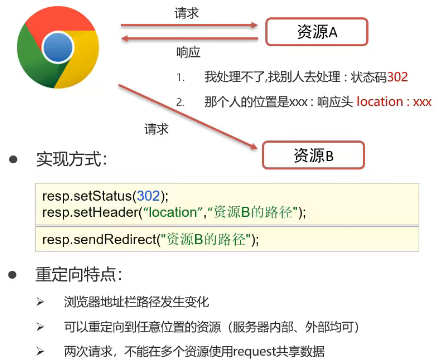 请求
资源A
响应
1. 我处理不了,找别人去处理 : 状态码302
2. 那个人的位置是xxx : 响应头 location : xxx
请求
资源B
● 实现方式：
resp.setStatus(302);
resp.setHeader(“location”,“资源B的路径");
resp.sendRedirect("资源B的路径");
● 重定向特点：
➢ 浏览器地址栏路径发生变化
➢ 可以重定向到任意位置的资源（服务器内部、外部均可）
➢ 两次请求，不能在多个资源使用request共享数据